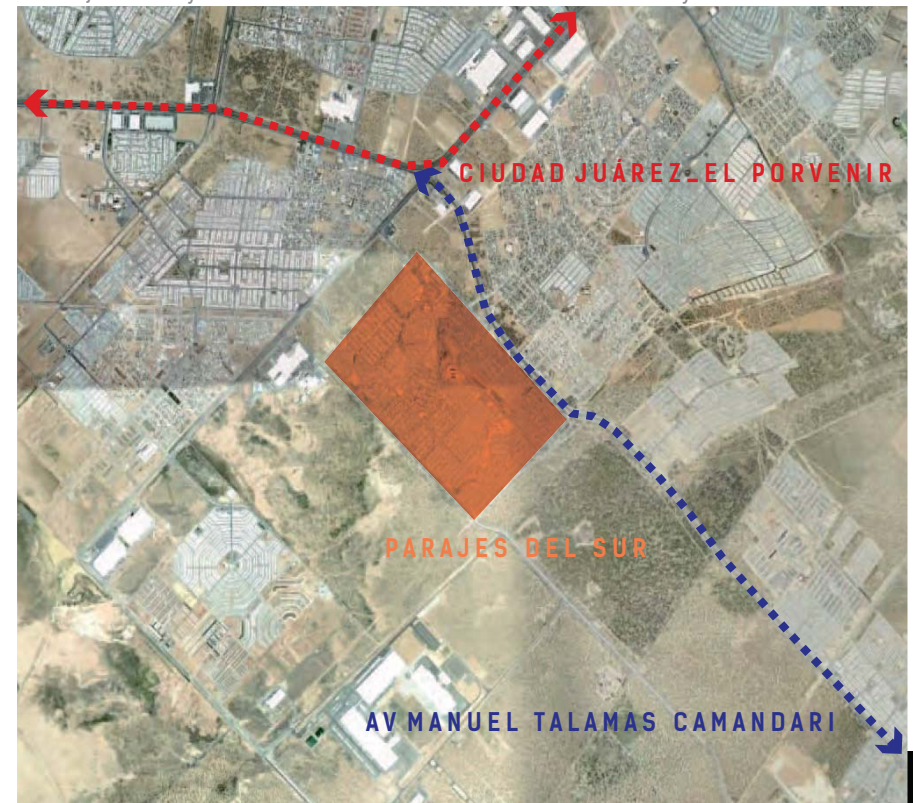 CIUDAD JUÁREZ_EL PORVENIR
PARAJES DEL SUR
AV MANUEL TALAMAS CAMANDARI